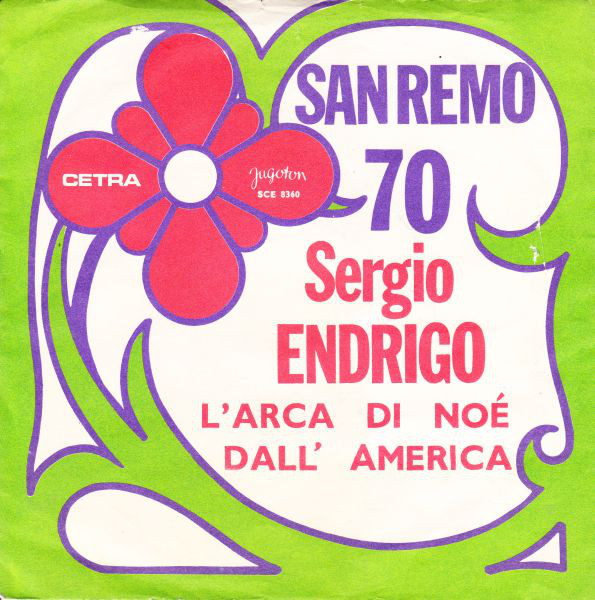 SAN REMO
70
CETRA
Jugoton
SCE 8360
Sergio
ENDRIGO
L'ARCA DI NOÉ
DALL' AMERICA